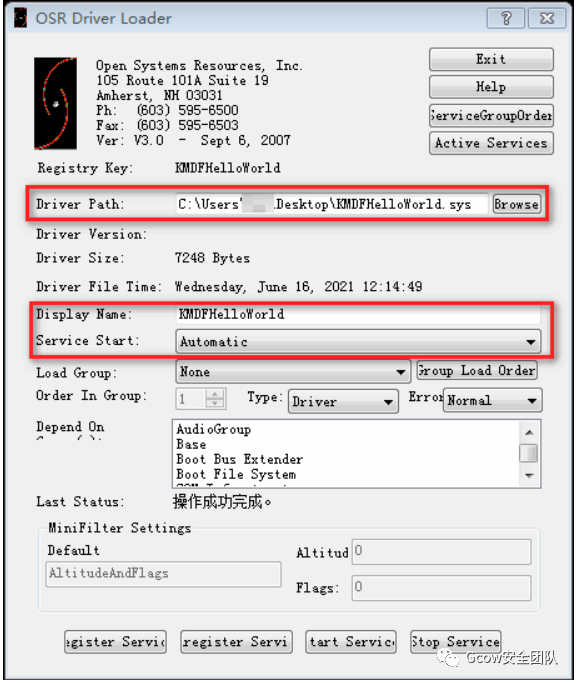 OSR Driver Loader
Open Systems Resources, Inc.
105 Route 101A Suite 19
Amherst, NH 03031
Ph: (603) 595-6500
Fax: (603) 595-6503
Ver: V3.0 - Sept 6, 2007
Exit
Help
ServiceGroupOrder
Active Services
Registry Key: KMDFHelloWorld
Driver Path: C:\Users\ Desktop\KMDFHelloWorld.sys Browse
Driver Version:
Driver Size: 7248 Bytes
Driver File Time: Wednesday, June 16, 2021 12:14:49
Display Name: KMDFHelloWorld
Service Start: Automatic
Load Group: None Group Load Order
Order In Group: 1 Type: Driver Error Normal
Depend On
AudioGroup
Base
Boot Bus Extender
Boot File System
Last Status: 操作成功完成。
MiniFilter Settings
Default
AltitudeAndFlags
Altitud 0
Flags: 0
egister Servic
register Servi
tart Servic
Stop Service
Gcow安全团队